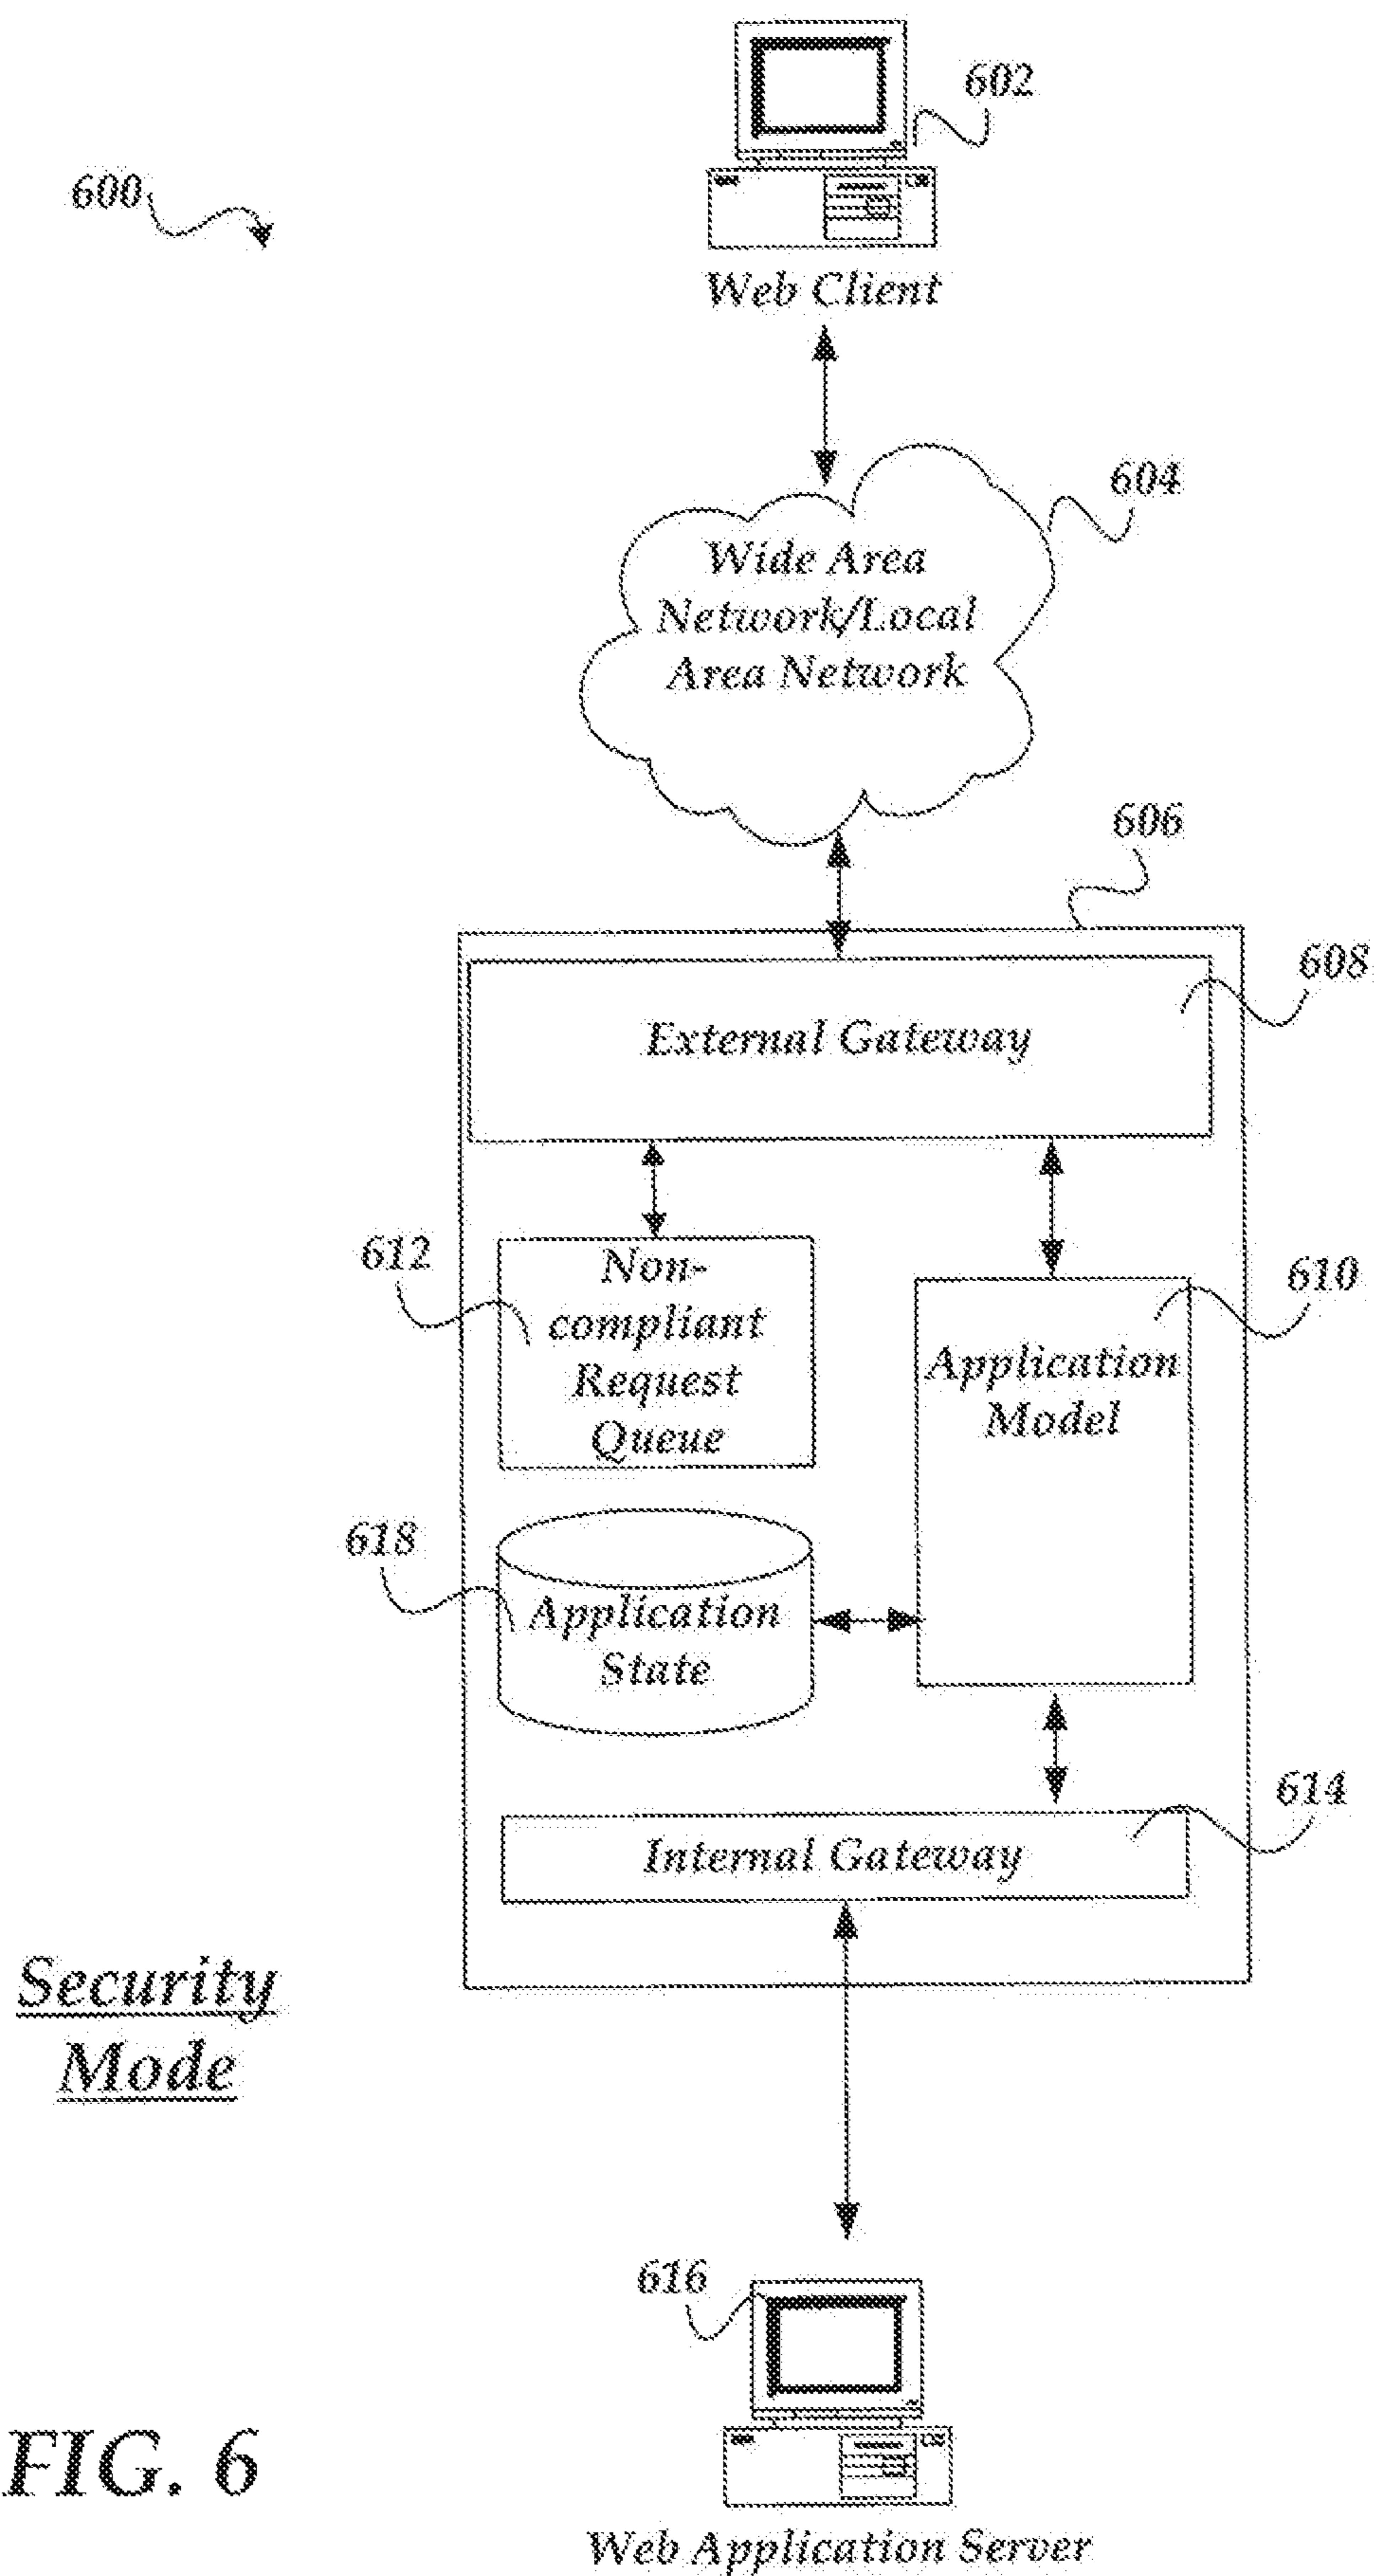 602
600
Web Client
604
Wide Area
Network/Local
Area Network
606
608
External Gateway
612
Non-
compliant
Request
Queue
610
Application
Model
618
Application
State
614
Internal Gateway
Security
Mode
616
FIG. 6
Web Application Server